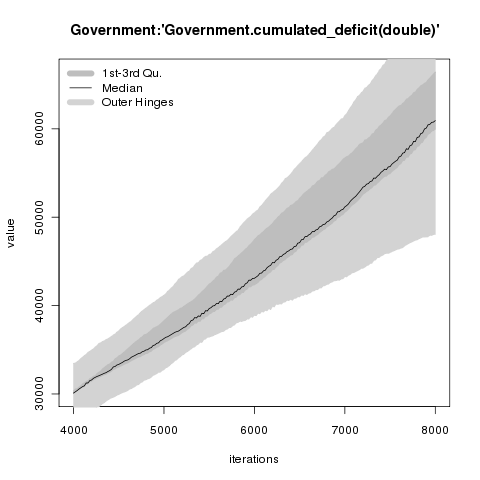 Government:'Government.cumulated_deficit(double)'
1st-3rd Qu.
Median
Outer Hinges
value
60000
50000
40000
30000
4000 5000 6000 7000 8000
iterations